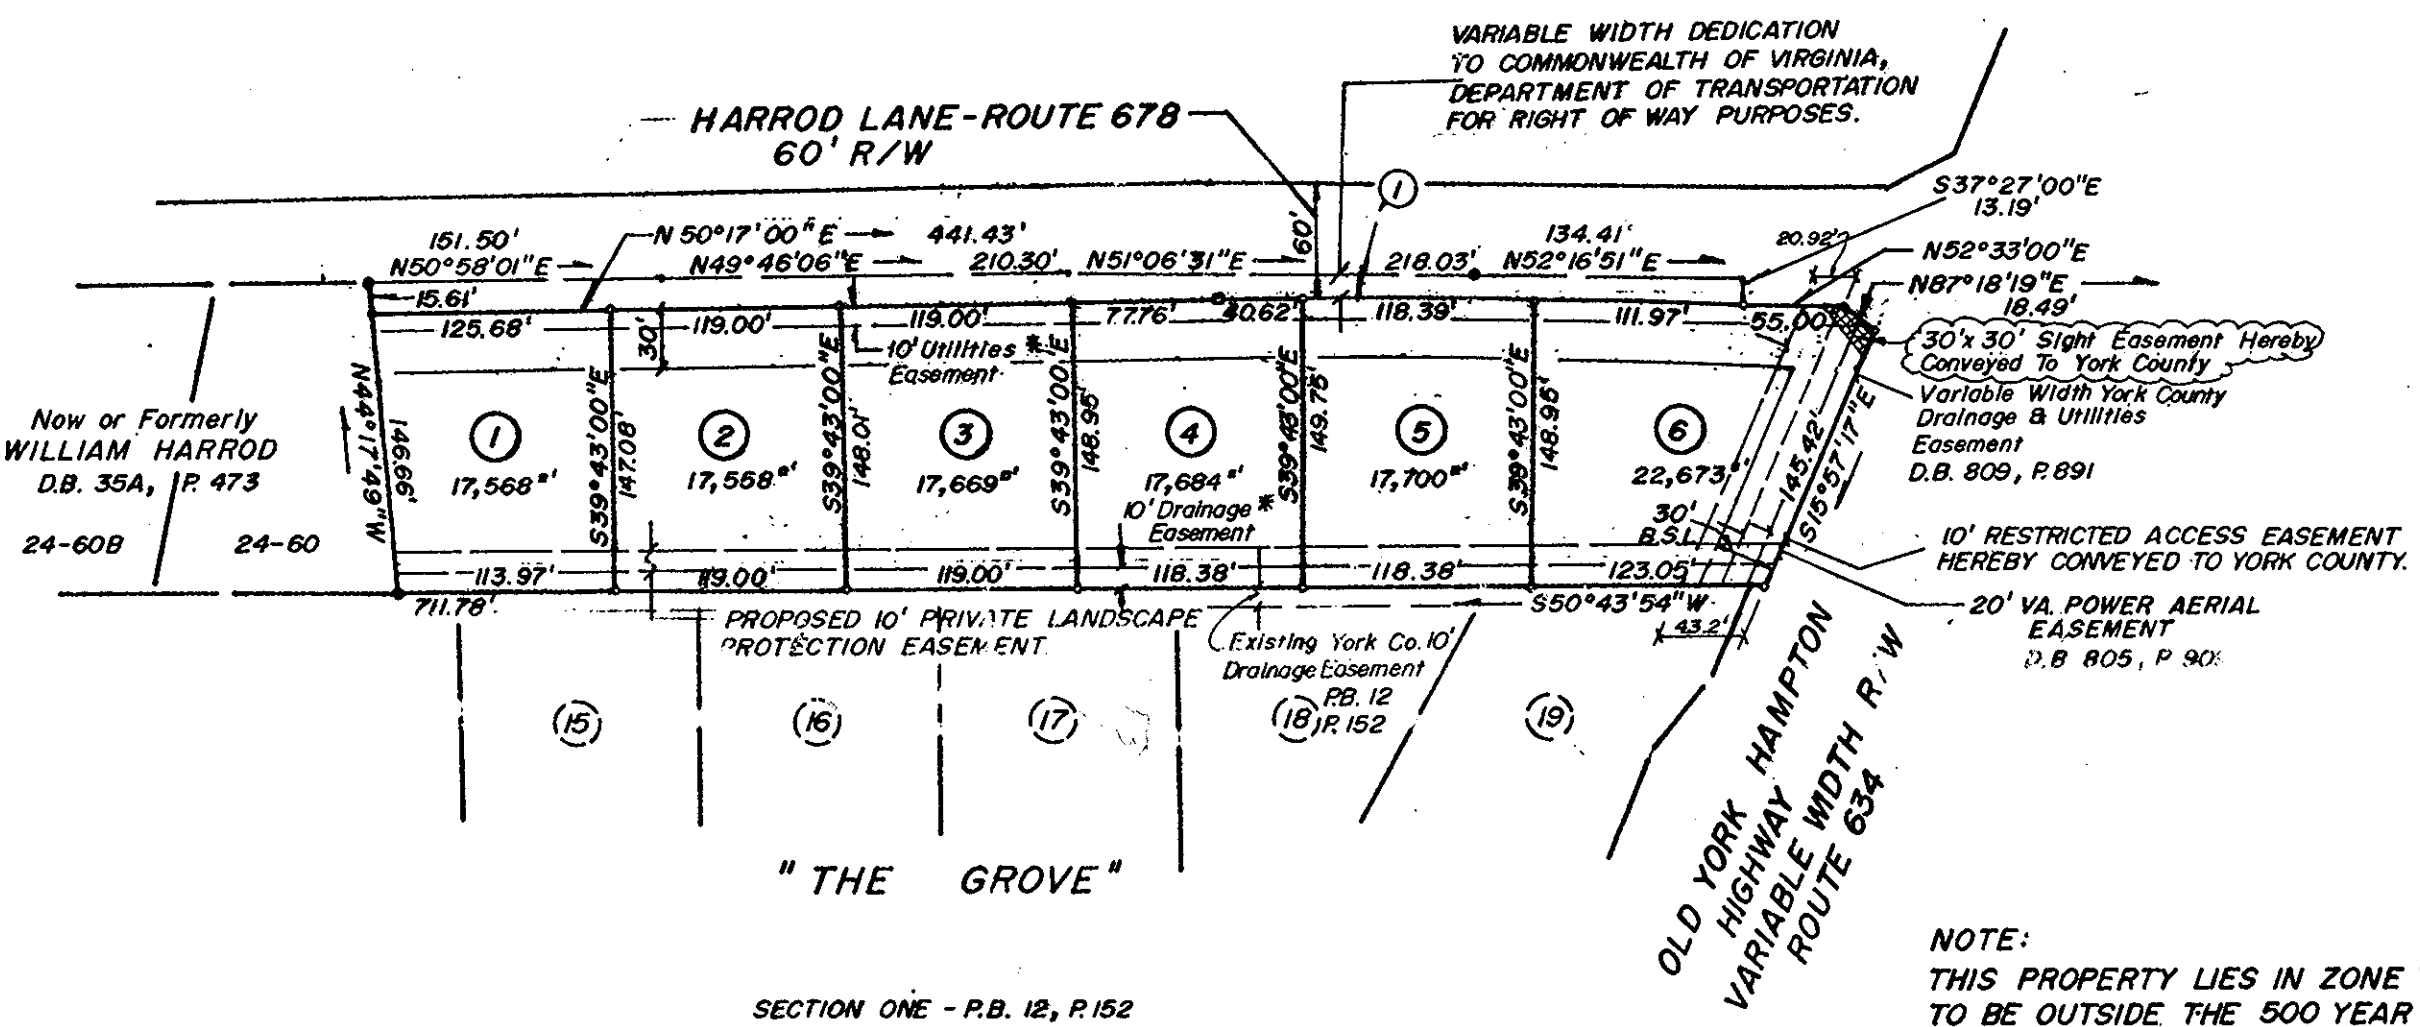 VARIABLE WIDTH DEDICATION
TO COMMONWEALTH OF VIRGINIA,
DEPARTMENT OF TRANSPORTATION
FOR RIGHT OF WAY PURPOSES.
HARROD LANE-ROUTE 678
60' R/W
1
S37°27'00"E
13.19'
151.50'
N50°58'01"E
N50°17'00"E
441.43'
N49°46'06"E
210.30'
N51°06'31"E
60'
218.03'
134.41'
N52°16'51"E
20.92'
N52°33'00"E
N87°18'19"E
18.49'
15.61'
125.68'
30'
119.00'
119.00'
77.76'
40.62'
118.39'
111.97'
55.00'
10' Utilities *
Easement
30'x 30' Sight Easement Hereby
Conveyed To York County
Variable Width York County
Drainage & Utilities
Easement
D.B. 809, P. 891
Now or Formerly
WILLIAM HARROD
D.B. 35A, P. 473
24-60B
24-60
N44°17'49"W
146.66'
1
17,568
S39°43'00"E
147.08'
2
17,558
S39°43'00"E
148.01'
3
17,669
S39°43'00"E
148.95'
4
17,684
10' Drainage *
Easement
S39°43'00"E
149.75'
5
17,700
S39°43'00"E
148.95'
6
22,673
30'
B.S.L.
145.42'
S15°57'17"E
10' RESTRICTED ACCESS EASEMENT
HEREBY CONVEYED TO YORK COUNTY.
20' VA. POWER AERIAL
EASEMENT
D.B 805, P
113.97'
119.00'
119.00'
118.38'
118.38'
123.05'
711.78'
S50°43'54"W
43.2'
PROPOSED 10' PRIVATE LANDSCAPE
PROTECTION EASEMENT
Existing York Co. 10'
Drainage Easement
P.B. 12
P. 152
15
16
17
18
19
OLD YORK HAMPTON
HIGHWAY
VARIABLE WIDTH R/W
ROUTE 634
"THE GROVE"
SECTION ONE - P.B. 12, P. 152
NOTE:
THIS PROPERTY LIES IN ZONE
TO BE OUTSIDE THE 500 YEAR